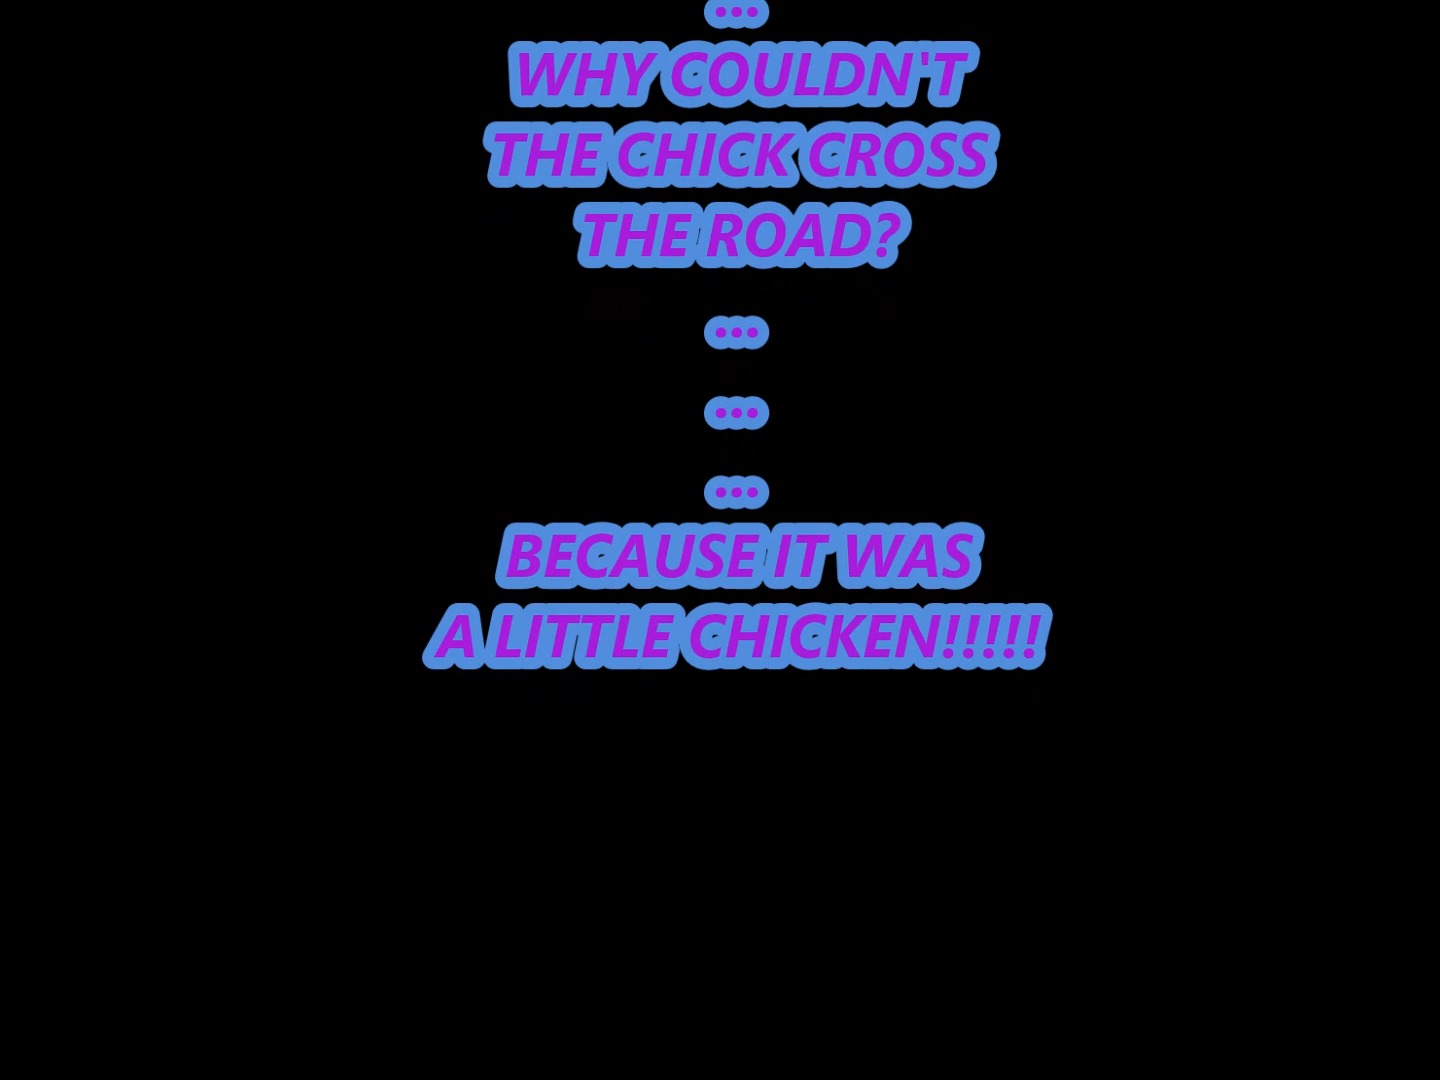 ...
WHY COULDN'T
THE CHICK CROSS
THE ROAD?
...
...
...
BECAUSE IT WAS
A LITTLE CHICKEN!!!!!